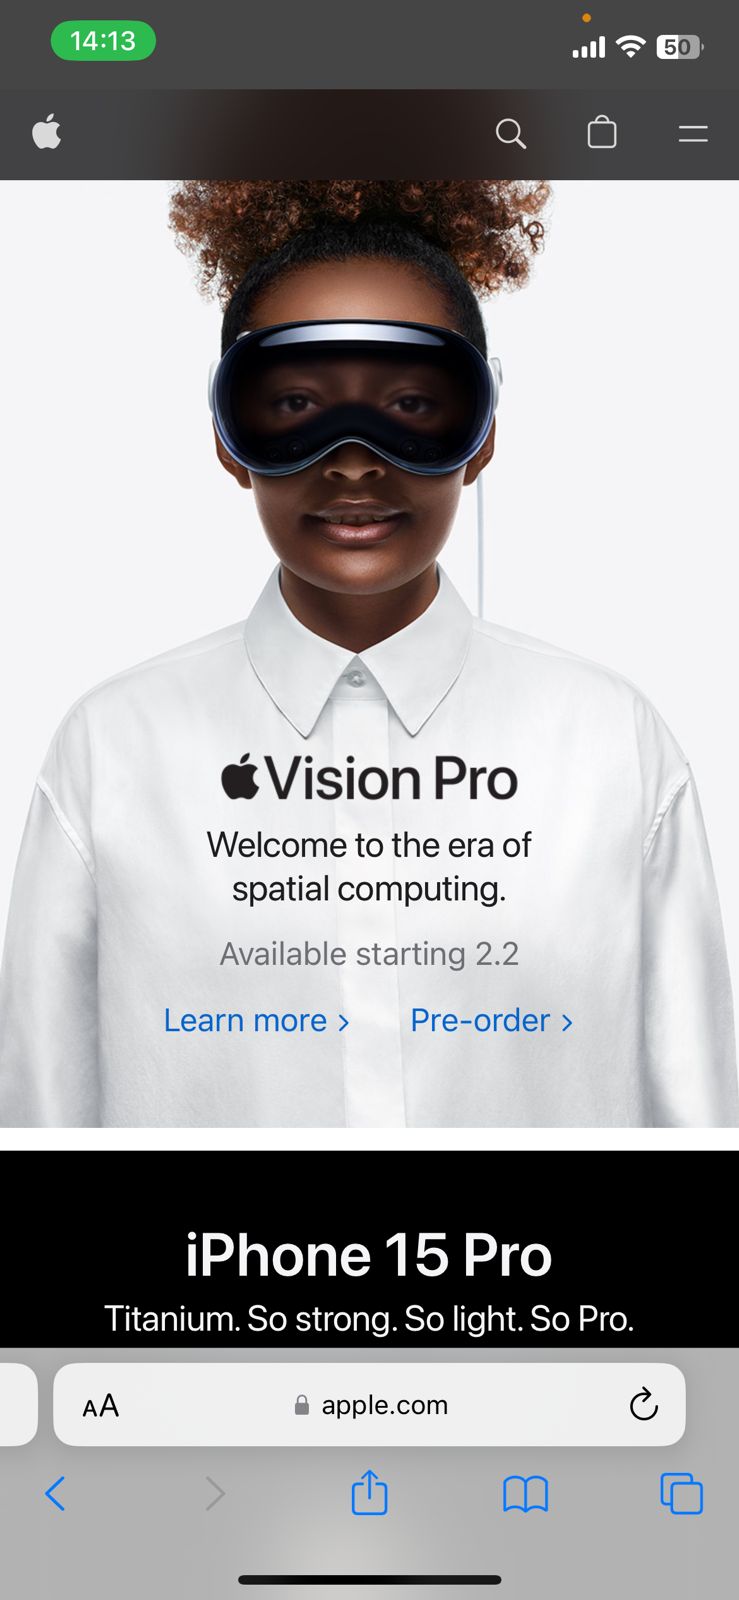 14:13
50
Vision Pro
Welcome to the era of
spatial computing.
Available starting 2.2
Learn more > Pre-order >
iPhone 15 Pro
Titanium. So strong. So light. So Pro.
AA apple.com